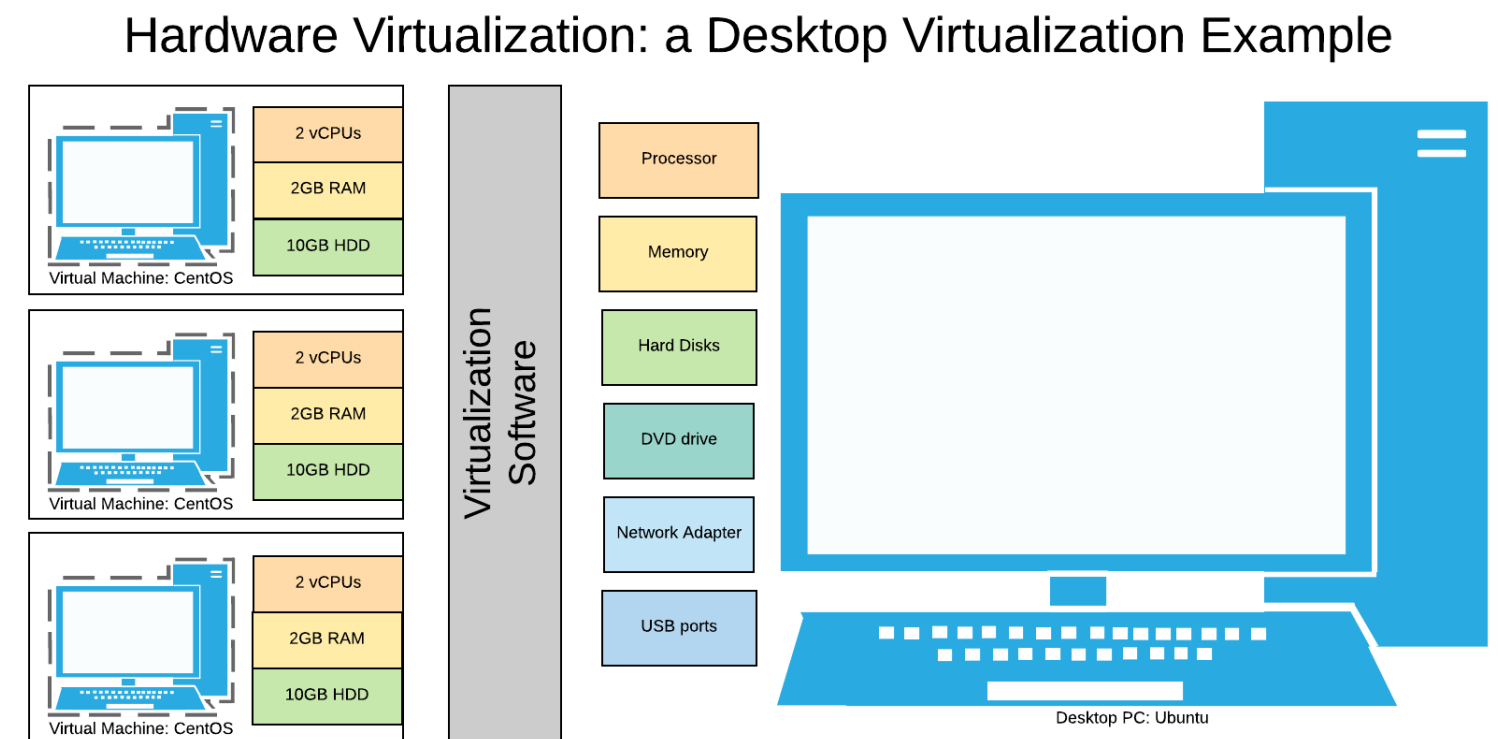 Hardware Virtualization: a Desktop Virtualization Example
2 vCPUs
2GB RAM
10GB HDD
Virtual Machine: CentOS
2 vCPUs
2GB RAM
10GB HDD
Virtual Machine: CentOS
2 vCPUs
2GB RAM
10GB HDD
Virtual Machine: CentOS
Virtualization
Software
Processor
Memory
Hard Disks
DVD drive
Network Adapter
USB ports
Desktop PC: Ubuntu